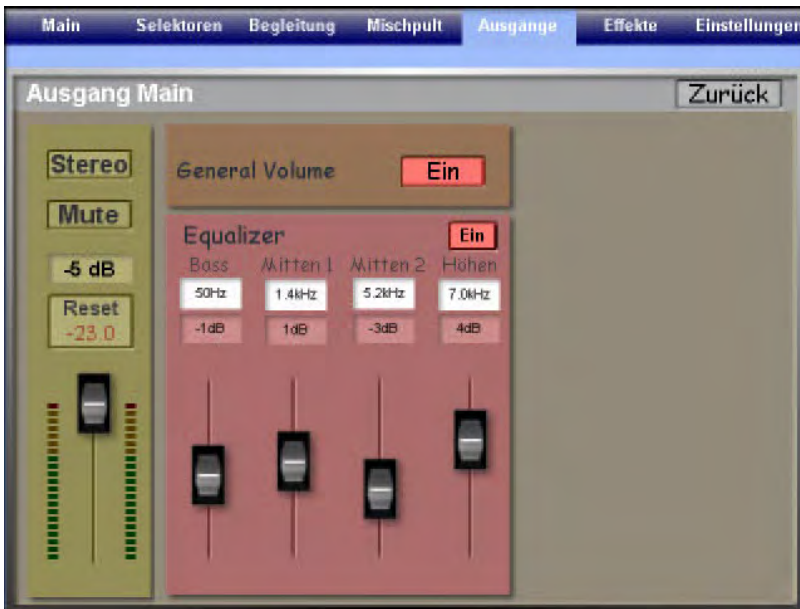 Main Selektoren Begleitung Mischpult Ausgänge Effekte Einstellungen
Ausgang Main
Zurück
Stereo
Mute
-5 dB
Reset
-23.0
General Volume Ein
Equalizer Ein
Bass Mitten 1 Mitten 2 Höhen
50Hz 1.4kHz 5.2kHz 7.0kHz
-1dB 1dB -3dB 4dB